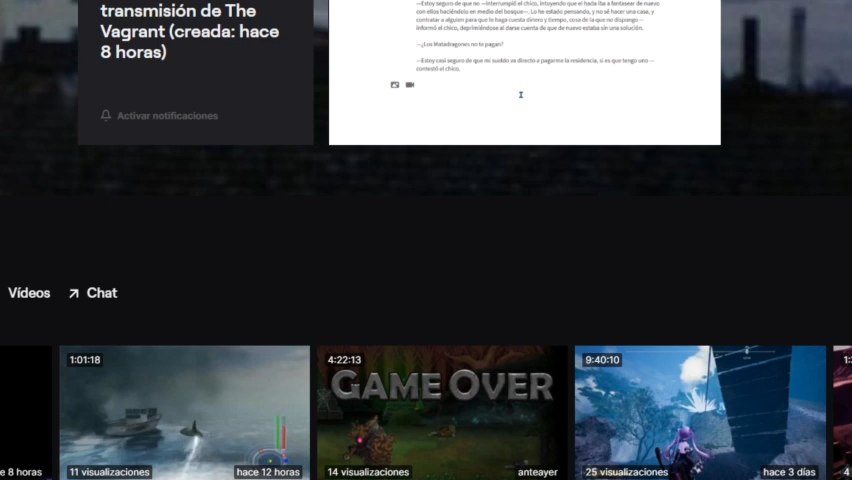 transmisión de The
Vagrant (creada: hace
8 horas)
Activar notificaciones
—Estoy seguro de que no —interrumpió el chico, intuyendo que el hada iba a fantasear de nuevo
con ellos haciéndolo en medio del bosque—. Lo he estado pensando, y no sé hacer una casa, y
contratar a alguien para que lo haga cuesta dinero y tiempo, cosa de la que no dispongo —
informó el chico, deprimiéndose al darse cuenta de que de nuevo estaba sin una solución.
—¿Los Matadragones no te pagan?
—Estoy casi seguro de que mi sueldo va directo a pagarme la residencia, si es que tengo uno —
contestó el chico.
Vídeos
Chat
1:01:18
4:22:13
9:40:10
1:
GAME OVER
e 8 horas
11 visualizaciones
hace 12 horas
14 visualizaciones
anteayer
25 visualizaciones
hace 3 días
4